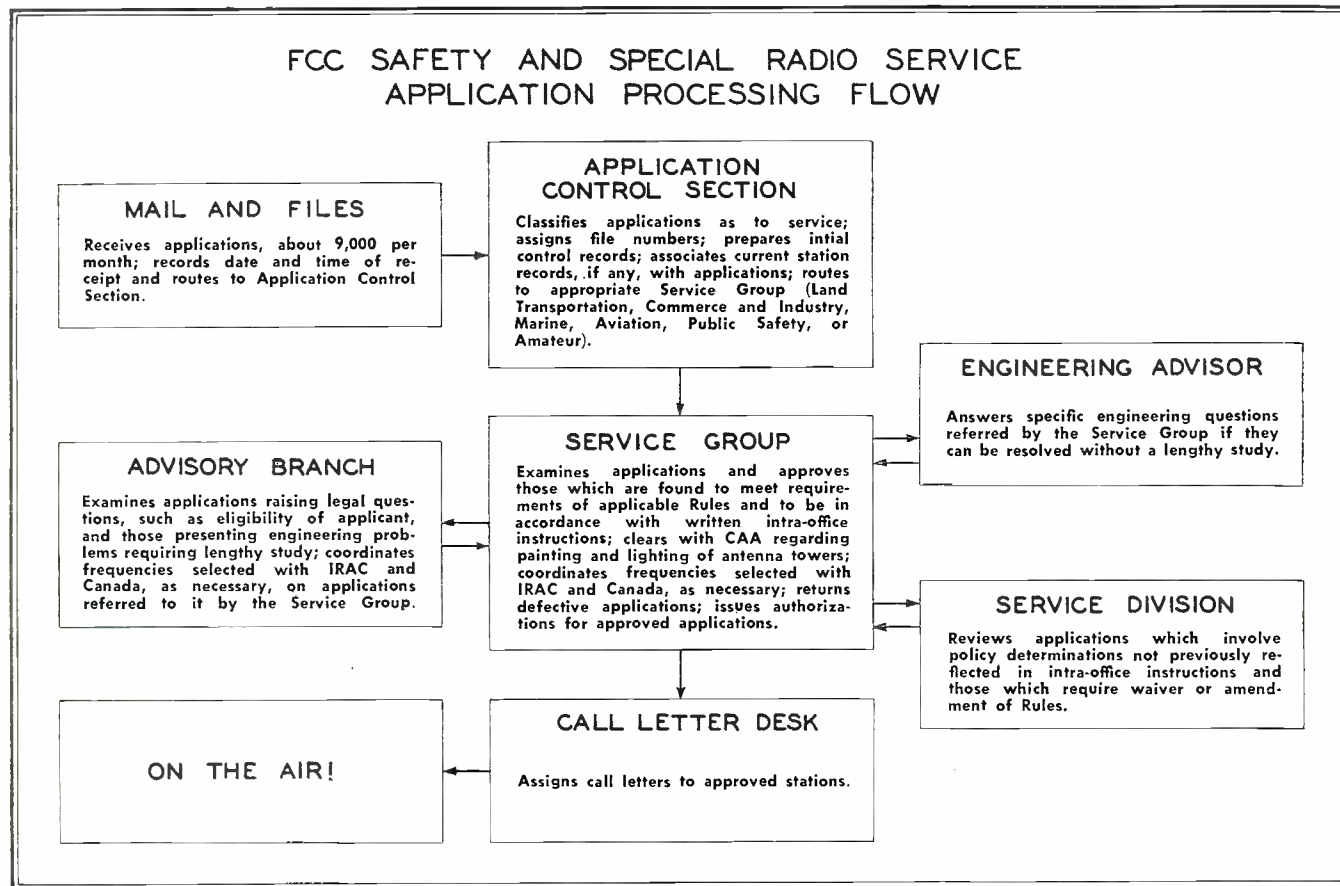 FCC SAFETY AND SPECIAL RADIO SERVICE
APPLICATION PROCESSING FLOW
MAIL AND FILES
Receives applications, about 9,000 per
month; records date and time of re-
ceipt and routes to Application Control
Section.
APPLICATION
CONTROL SECTION
Classifies applications as to service;
assigns file numbers; prepares intial
control records; associates current station
records, .if any, with applications; routes
to appropriate Service Group (Land
Transportation, Commerce and Industry,
Marine, Aviation, Public Safety, or
Amateur).
ENGINEERING ADVISOR
Answers specific engineering questions
referred by the Service Group if they
can be resolved without a lengthy study.
SERVICE GROUP
Examines applications and approves
those which are found to meet require-
ments of applicable Rules and to be in
accordance with written intra-office
instructions; clears with CAA regarding
painting and lighting of antenna towers;
coordinates frequencies selected with
IRAC and Canada, as necessary; returns
defective applications; issues authoriza-
tions for approved applications.
ADVISORY BRANCH
Examines applications raising legal ques-
tions, such as eligibility of applicant,
and those presenting engineering prob-
lems requiring lengthy study; coordinates
frequencies selected with IRAC and
Canada, as necessary, on applications
referred to it by the Service Group.
SERVICE DIVISION
Reviews applications which involve
policy determinations not previously re-
flected in intra-office instructions and
those which require waiver or amend-
ment of Rules.
CALL LETTER DESK
Assigns call letters to approved stations.
ON THE AIR!